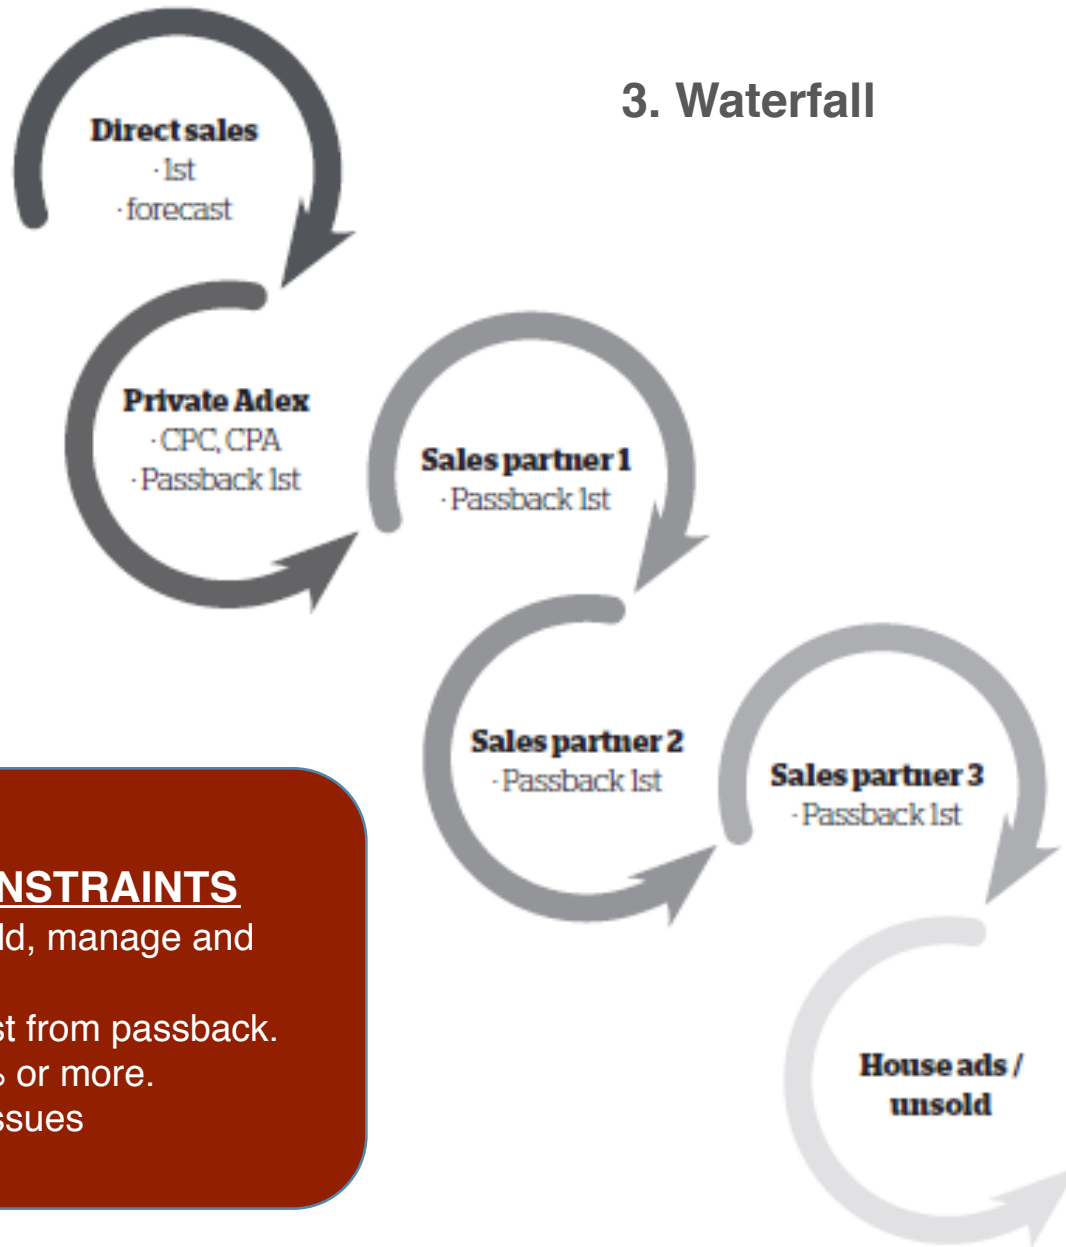 3. Waterfall
Direct sales
· 1st
· forecast
Private Adex
· CPC, CPA
· Passback 1st
Sales partner 1
· Passback 1st
Sales partner 2
· Passback 1st
Sales partner 3
· Passback 1st
House ads /
unsold
NSTRAINTS
ld, manage and
st from passback.
% or more.
ssues